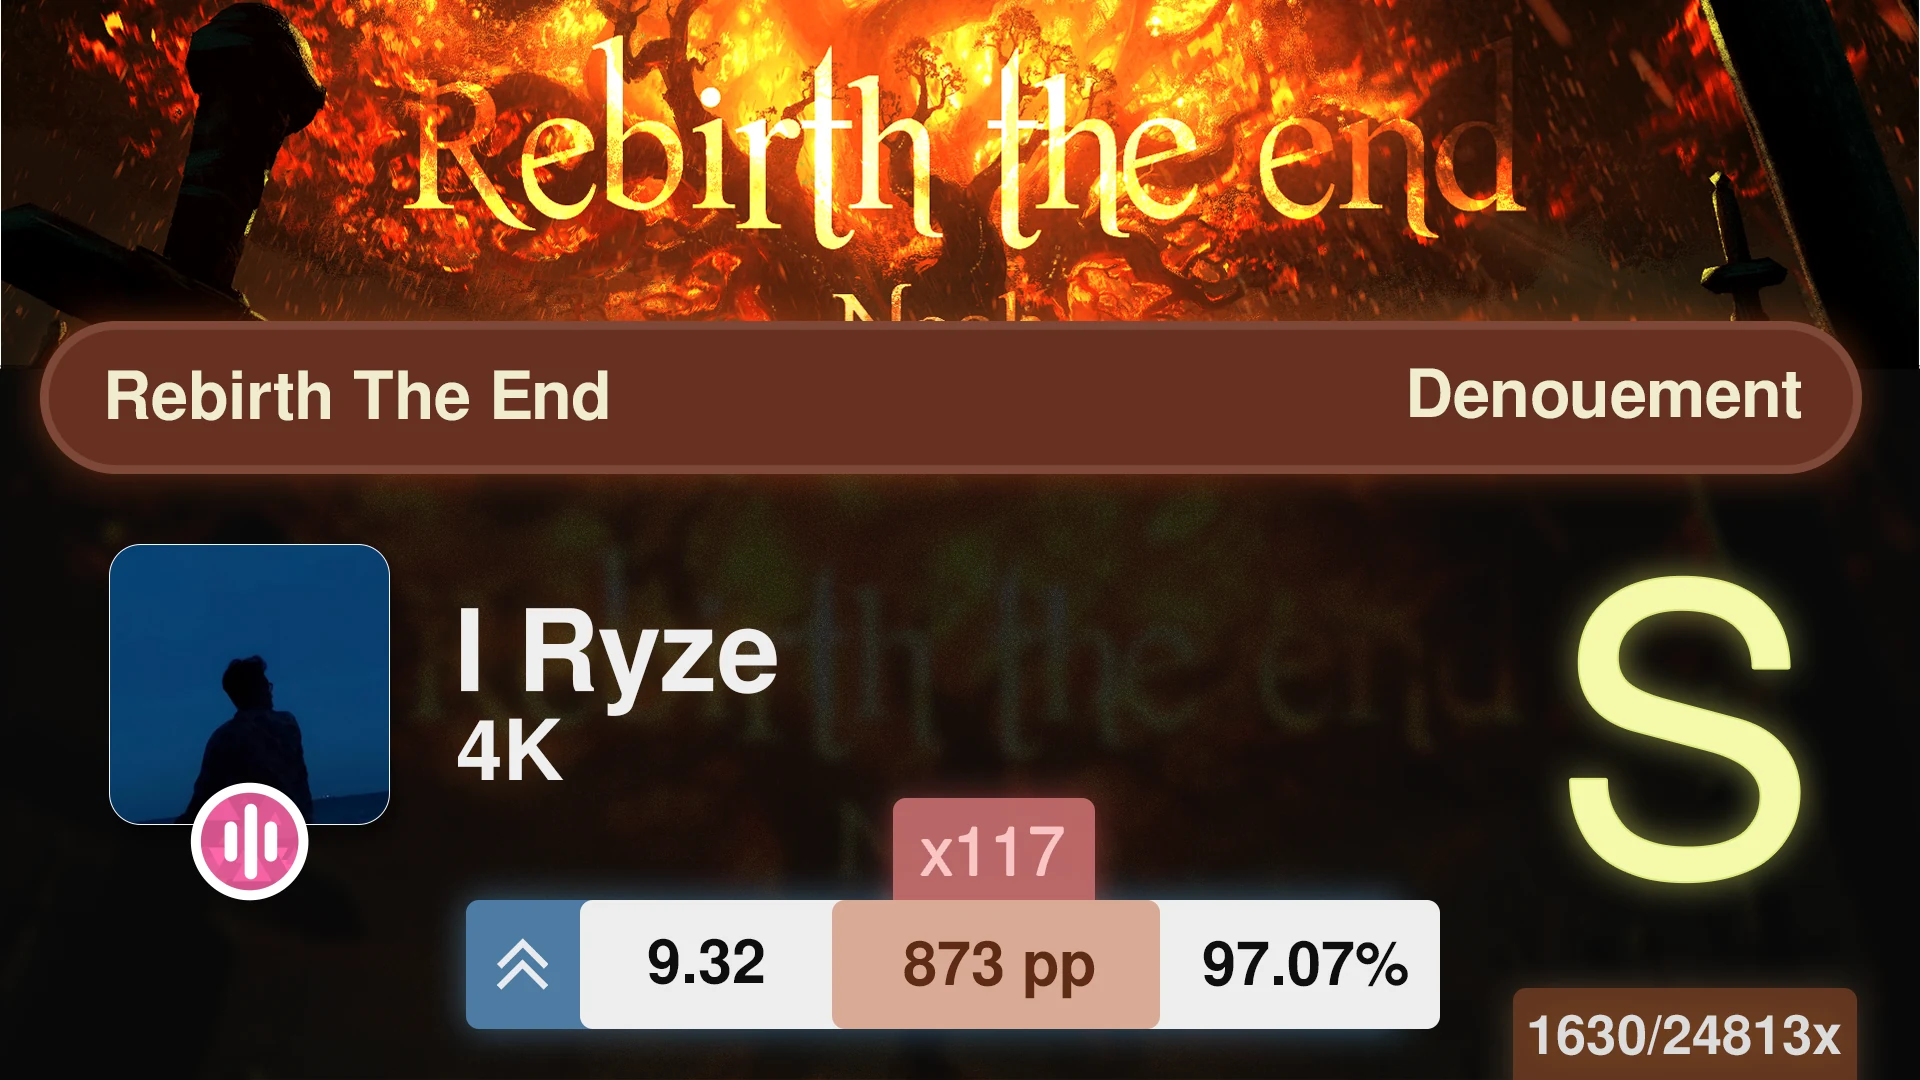 Rebirth the end
Rebirth The End
Denouement
I Ryze
4K
S
x117
9.32
873 pp
97.07%
1630/24813x